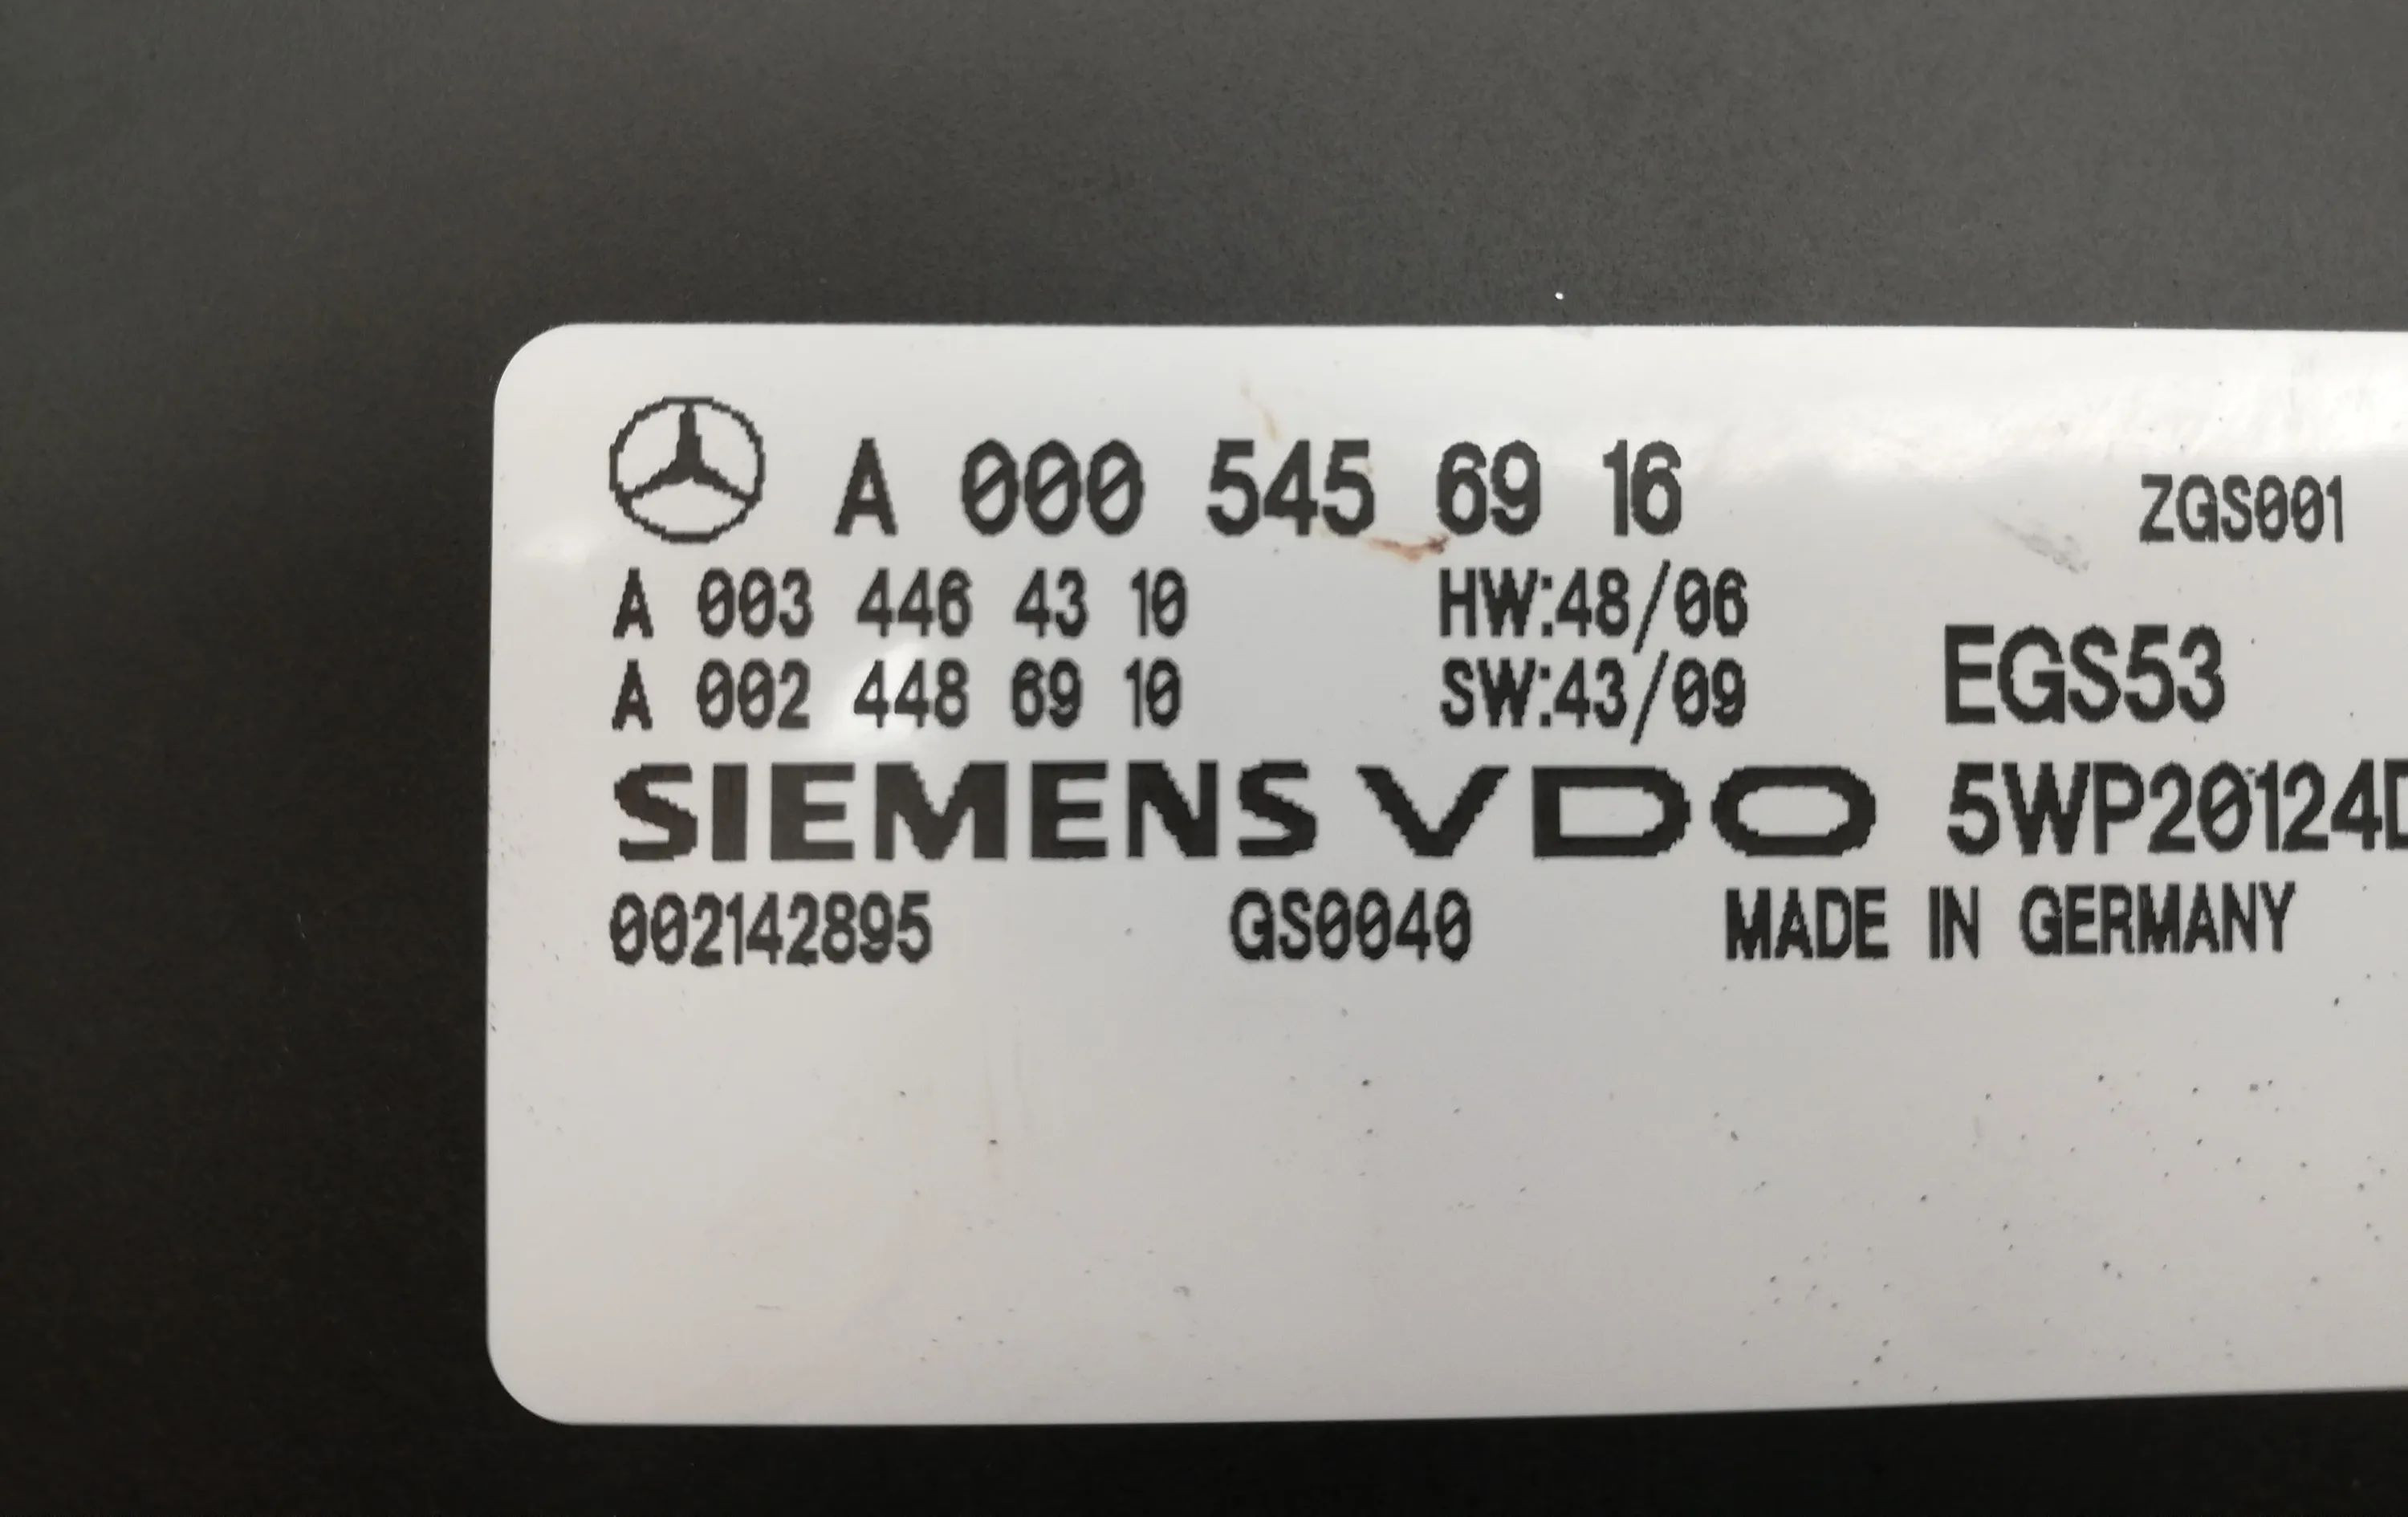 A 000 545 69 16 ZGS001
A 003 446 43 10 HW:48/06
A 002 448 69 10 SW:43/09 EGS53
SIEMENS VDO 5WP20124D
002142895 GS0040 MADE IN GERMANY